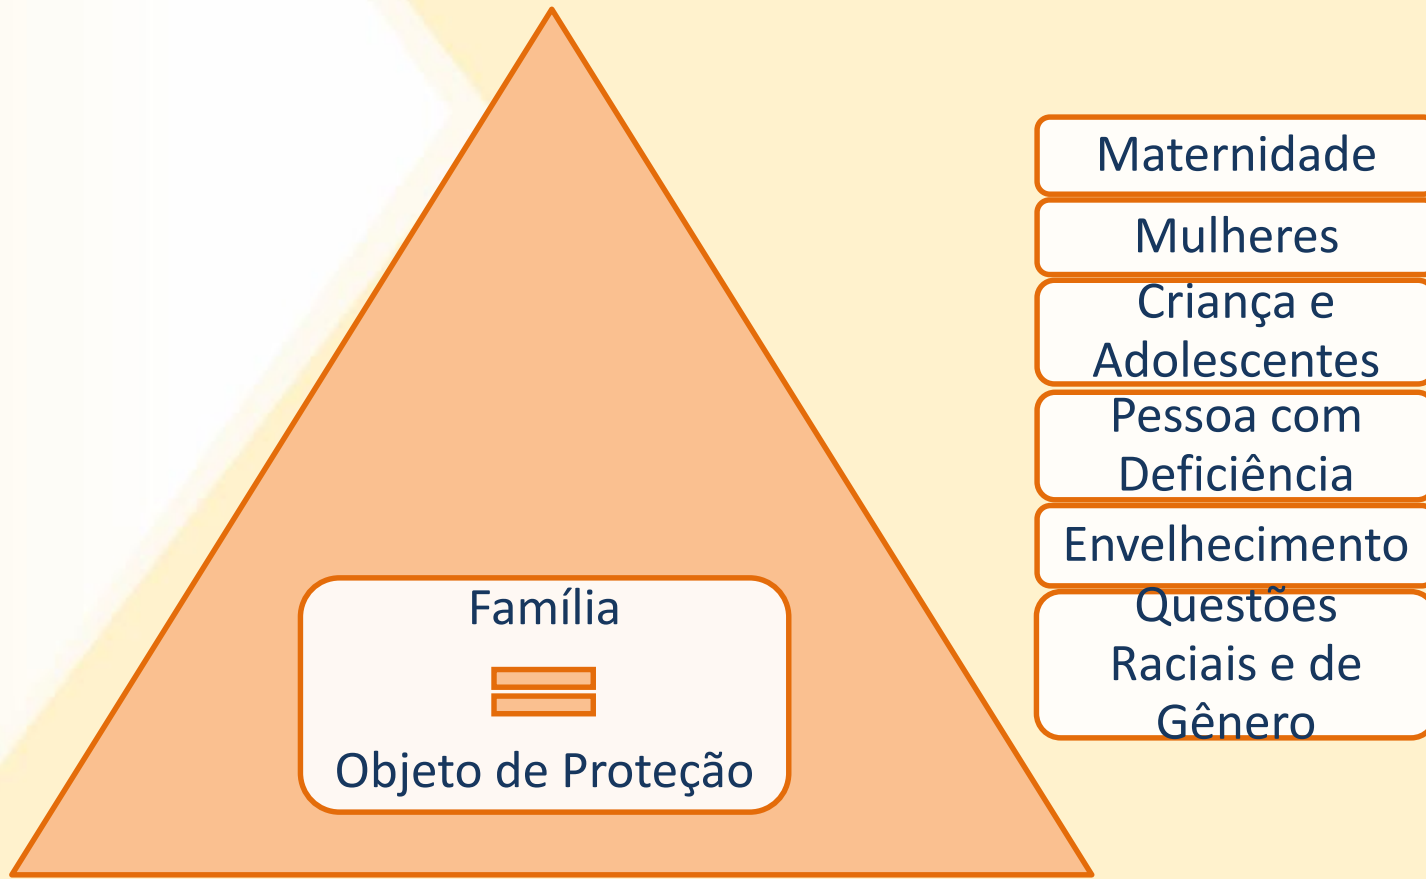 Maternidade
Mulheres
Criança e
Adolescentes
Pessoa com
Deficiência
Envelhecimento
Questões
Raciais e de
Gênero
Família
Objeto de Proteção